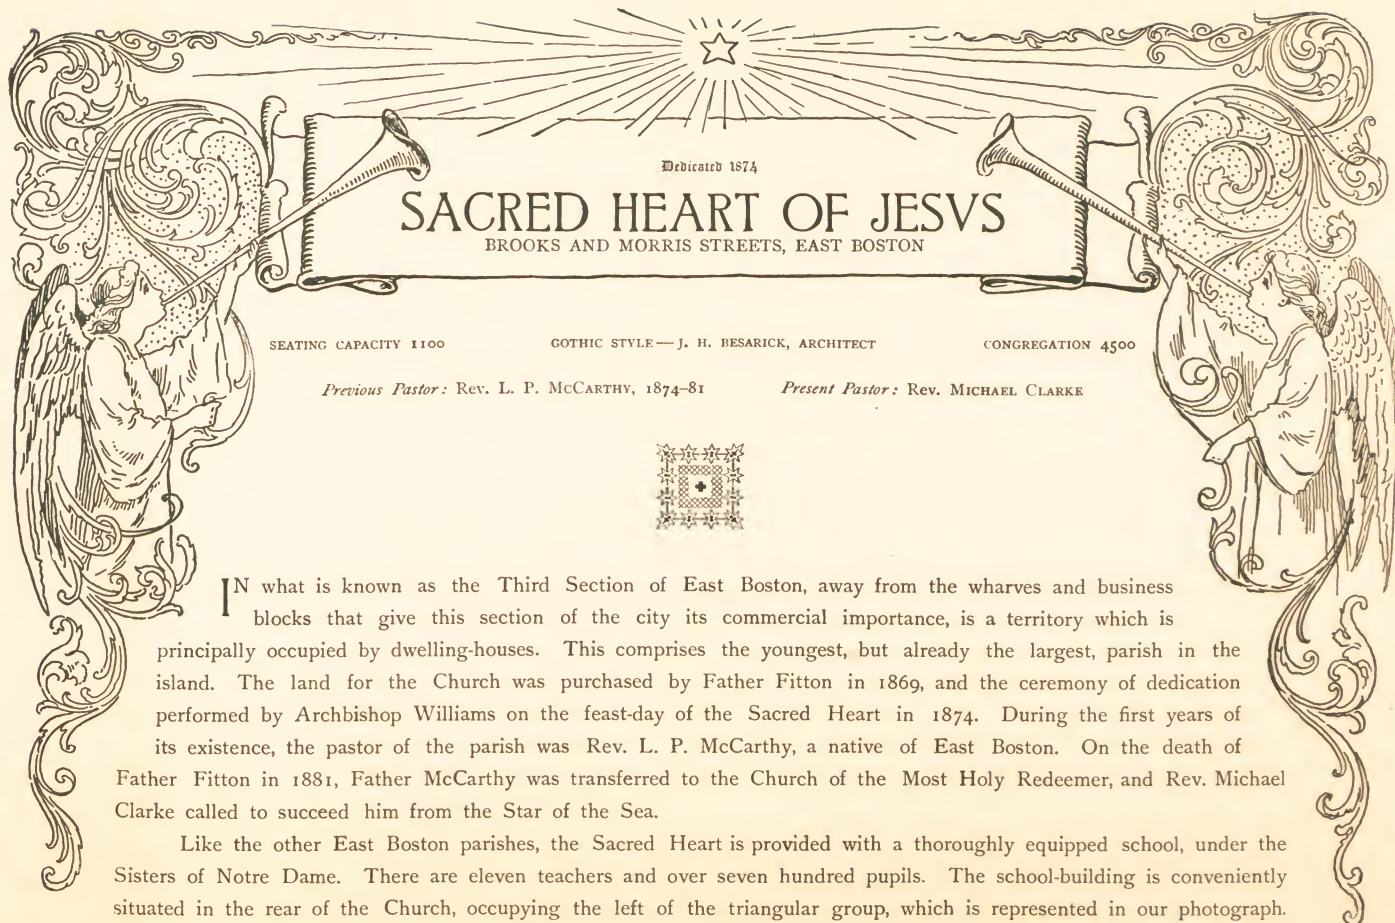 Dedicated 1874
SACRED HEART OF JESVS
BROOKS AND MORRIS STREETS, EAST BOSTON
SEATING CAPACITY 1100 GOTHIC STYLE—J. H. BESARICK, ARCHITECT CONGREGATION 4500
Previous Pastor: Rev. L. P. McCarthy, 1874–81 Present Pastor: Rev. Michael Clarke
IN what is known as the Third Section of East Boston, away from the wharves and business
blocks that give this section of the city its commercial importance, is a territory which is
principally occupied by dwelling-houses. This comprises the youngest, but already the largest, parish in the
island. The land for the Church was purchased by Father Fitton in 1869, and the ceremony of dedication
performed by Archbishop Williams on the feast-day of the Sacred Heart in 1874. During the first years of
its existence, the pastor of the parish was Rev. L. P. McCarthy, a native of East Boston. On the death of
Father Fitton in 1881, Father McCarthy was transferred to the Church of the Most Holy Redeemer, and Rev. Michael
Clarke called to succeed him from the Star of the Sea.
Like the other East Boston parishes, the Sacred Heart is provided with a thoroughly equipped school, under the
Sisters of Notre Dame. There are eleven teachers and over seven hundred pupils. The school-building is conveniently
situated in the rear of the Church, occupying the left of the triangular group, which is represented in our photograph.